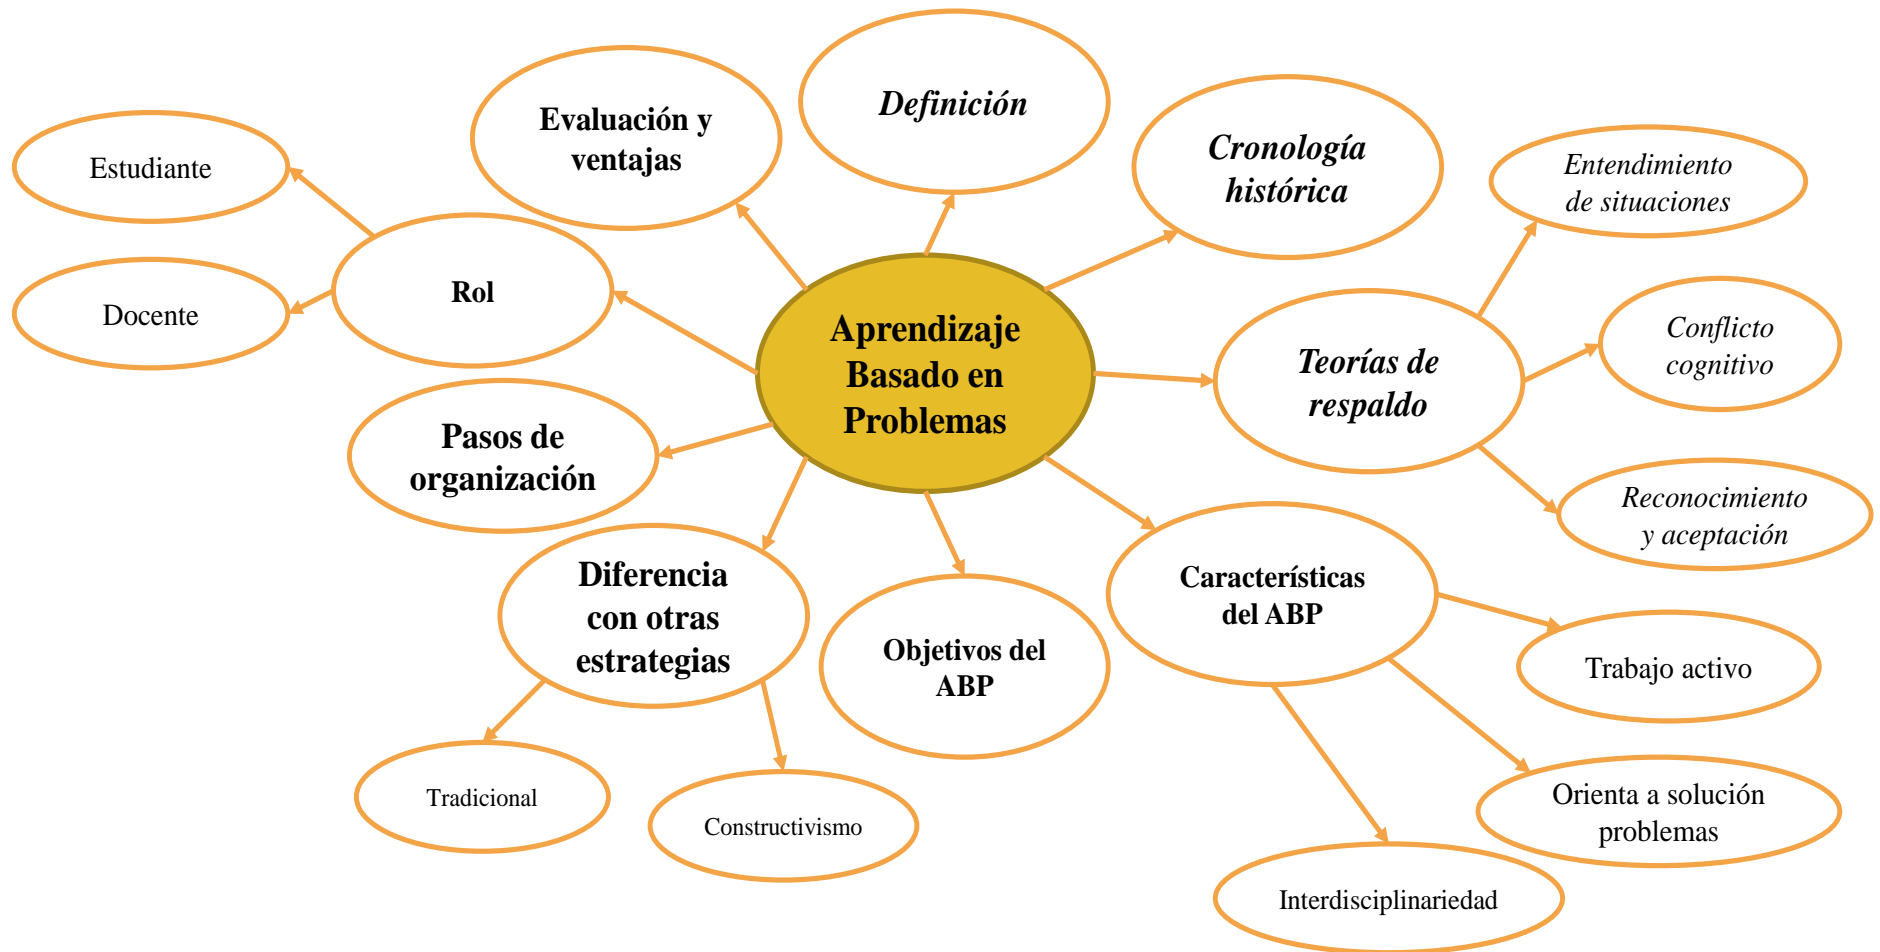 Definición
Evaluación y
ventajas
Cronología
histórica
Entendimiento
de situaciones
Estudiante
Rol
Docente
Aprendizaje
Basado en
Problemas
Conflicto
cognitivo
Teorías de
respaldo
Pasos de
organización
Reconocimiento
y aceptación
Diferencia
con otras
estrategias
Características
del ABP
Objetivos del
ABP
Trabajo activo
Tradicional
Constructivismo
Orienta a solución
problemas
Interdisciplinariedad